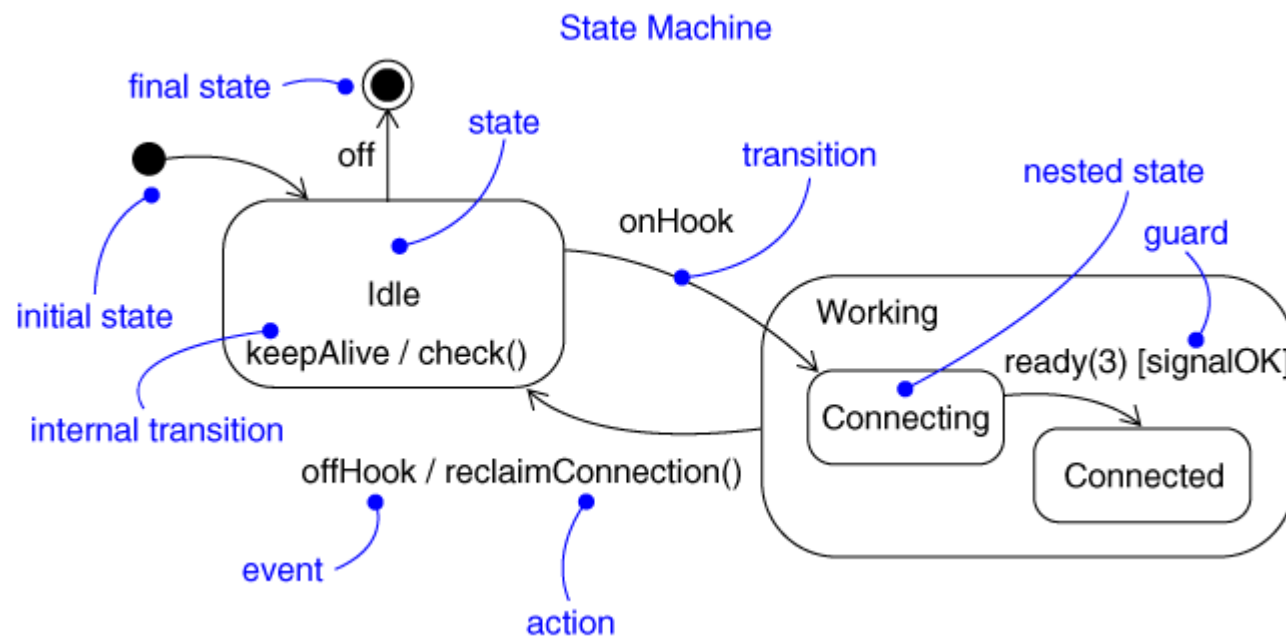 State Machine
final state
state
off
transition
nested state
onHook
guard
initial state
Idle
Working
keepAlive / check()
ready(3) [signalOK]
Connecting
internal transition
offHook / reclaimConnection()
Connected
event
action